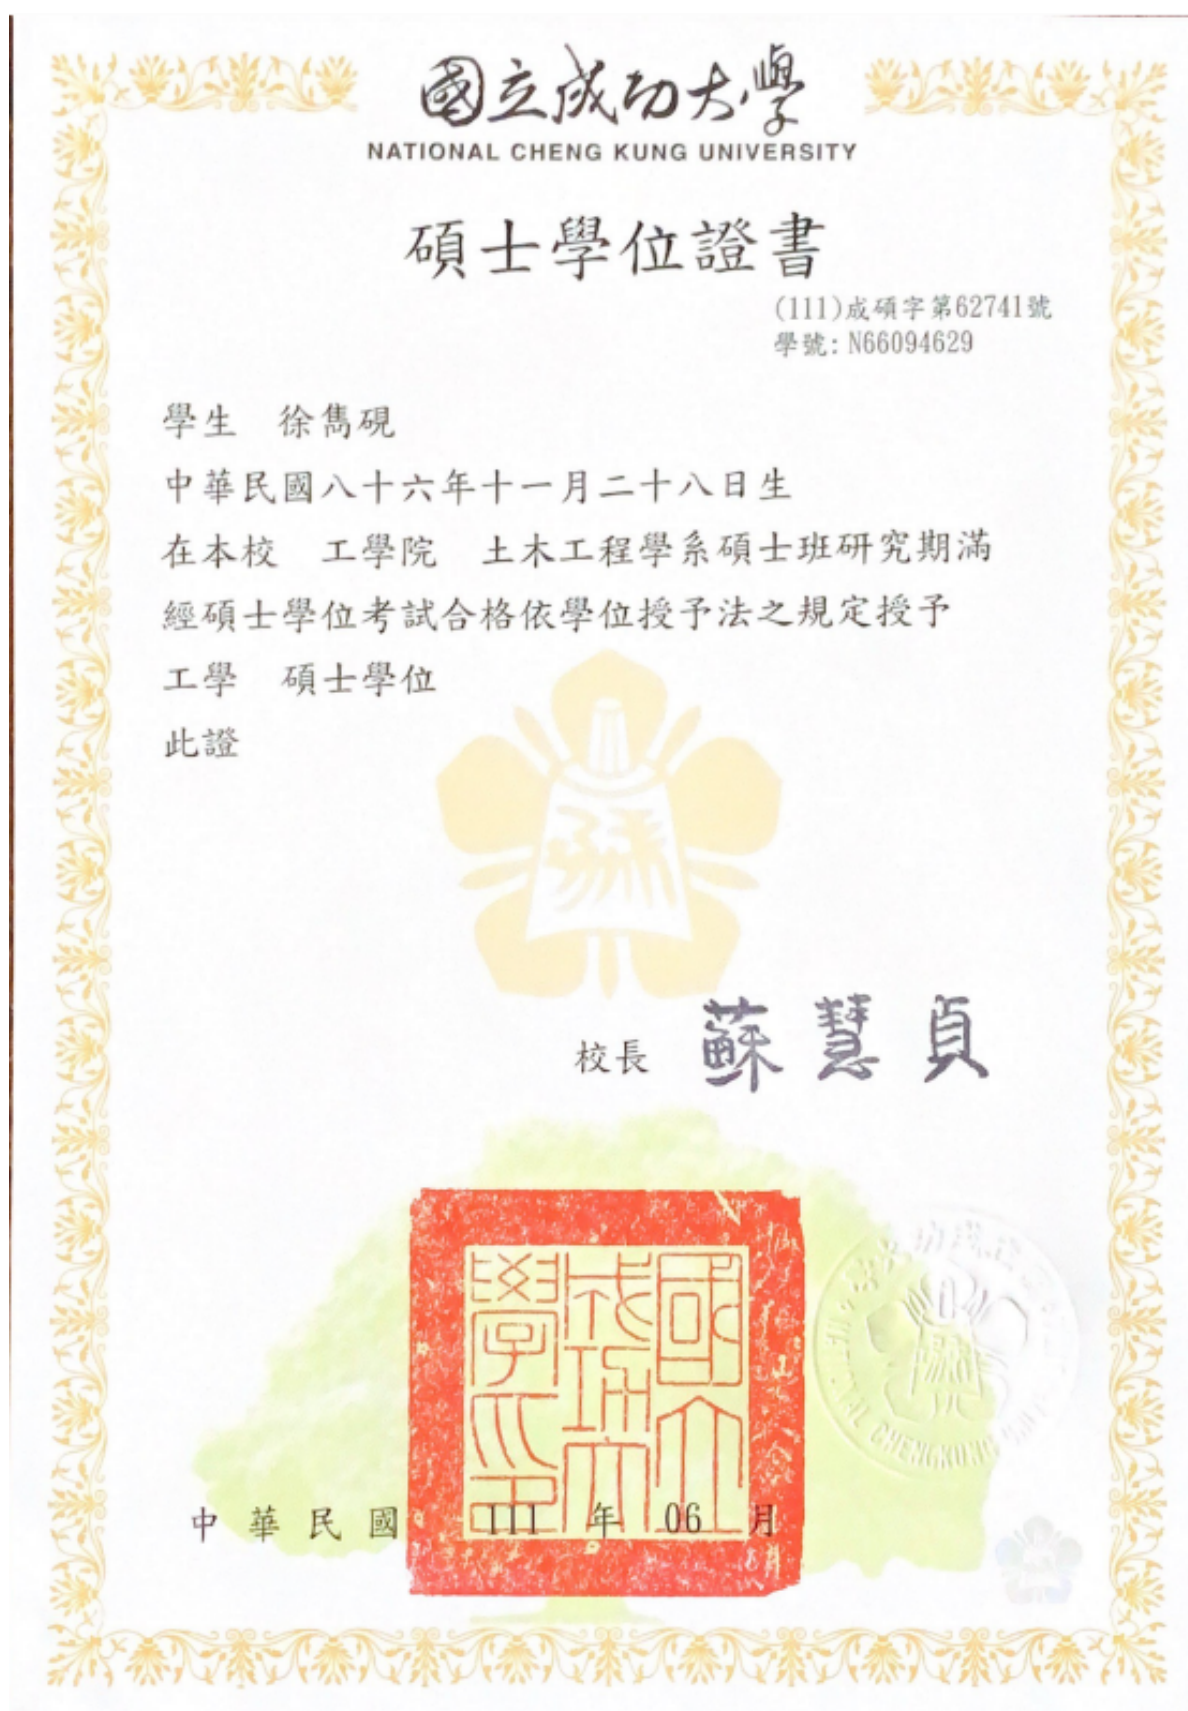 國立成功大學
NATIONAL CHENG KUNG UNIVERSITY
碩士學位證書
(111)成碩字第62741號
學號: N66094629
學生 徐雋硯
中華民國八十六年十一月二十八日生
在本校 工學院 土木工程學系碩士班研究期滿
經碩士學位考試合格依學位授予法之規定授予
工學 碩士學位
此證
校長 蘇慧貞
國立
成功大
學印
中華民國 111 年 06 月